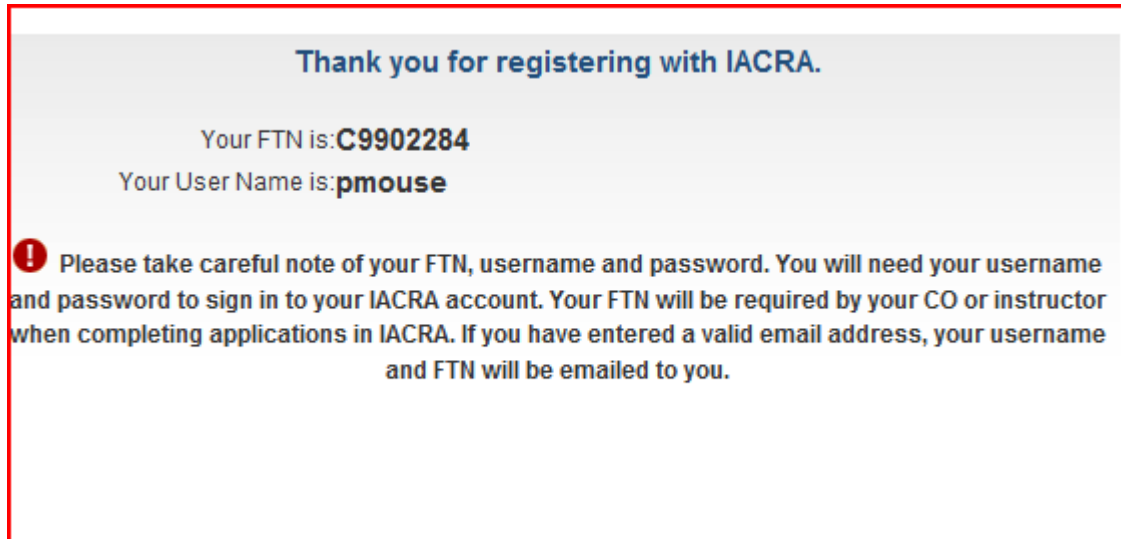 Thank you for registering with IACRA.
Your FTN is:C9902284
Your User Name is:pmouse
Please take careful note of your FTN, username and password. You will need your username
and password to sign in to your IACRA account. Your FTN will be required by your CO or instructor
when completing applications in IACRA. If you have entered a valid email address, your username
and FTN will be emailed to you.